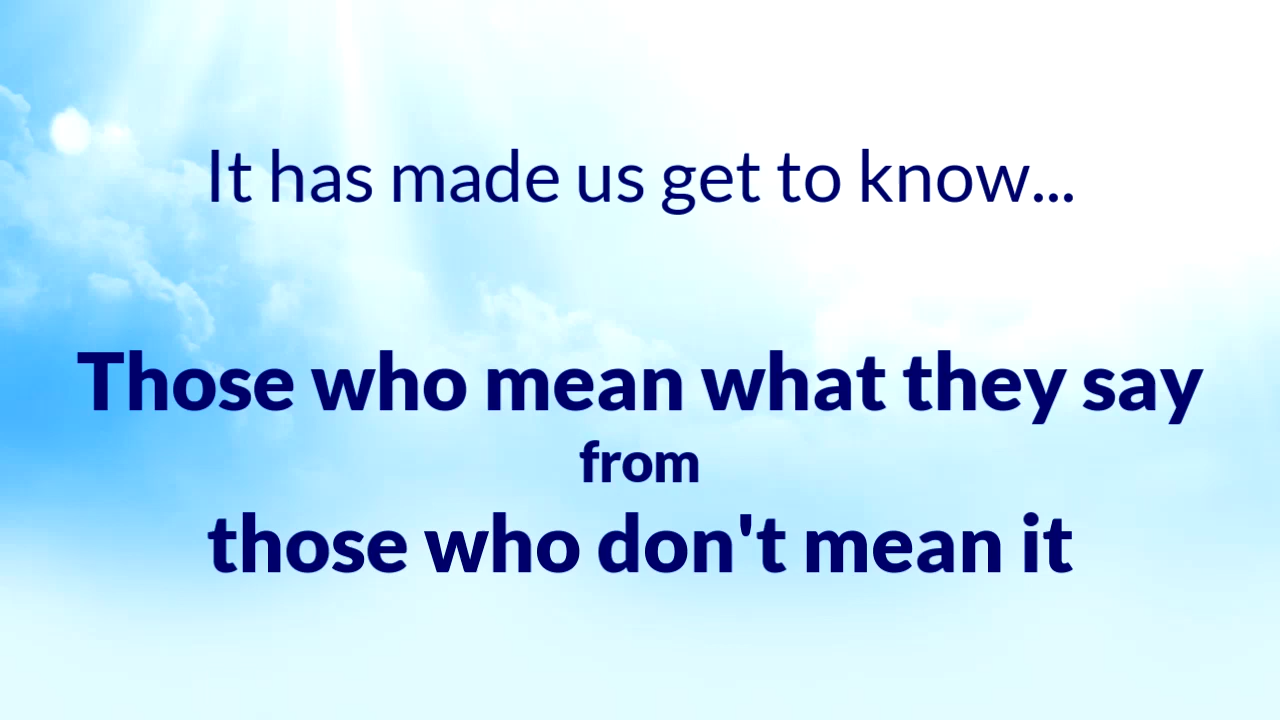 It has made us get to know...
Those who mean what they say
from
those who don't mean it